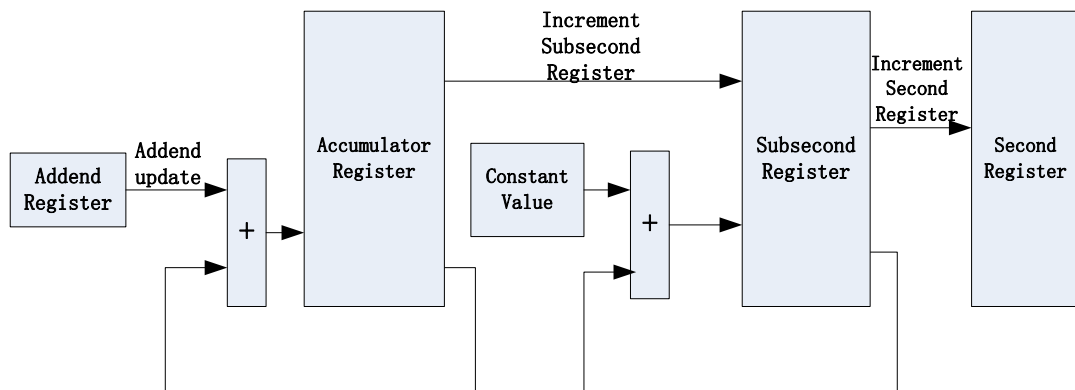 Increment
Subsecond
Register
Increment
Second
Register
Addend
update
Addend
Register
+
Accumulator
Register
Constant
Value
+
Subsecond
Register
Second
Register